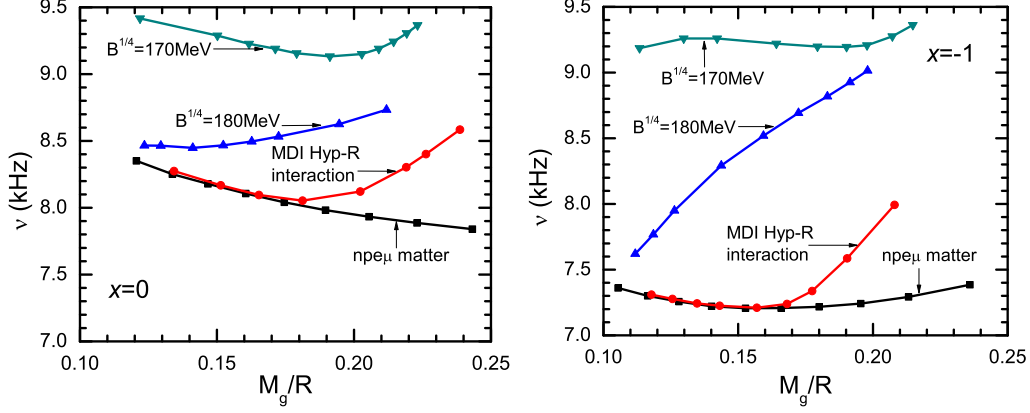 9.5
9.0
8.5
8.0
7.5
7.0
0.10
0.15
0.20
0.25
ν (kHz)
M_g/R
B^1/4=170MeV
B^1/4=180MeV
MDI Hyp-R
interaction
npeμ matter
x=0
9.5
9.0
8.5
8.0
7.5
7.0
0.10
0.15
0.20
0.25
ν (kHz)
M_g/R
x=-1
B^1/4=170MeV
B^1/4=180MeV
MDI Hyp-R
interaction
npeμ matter